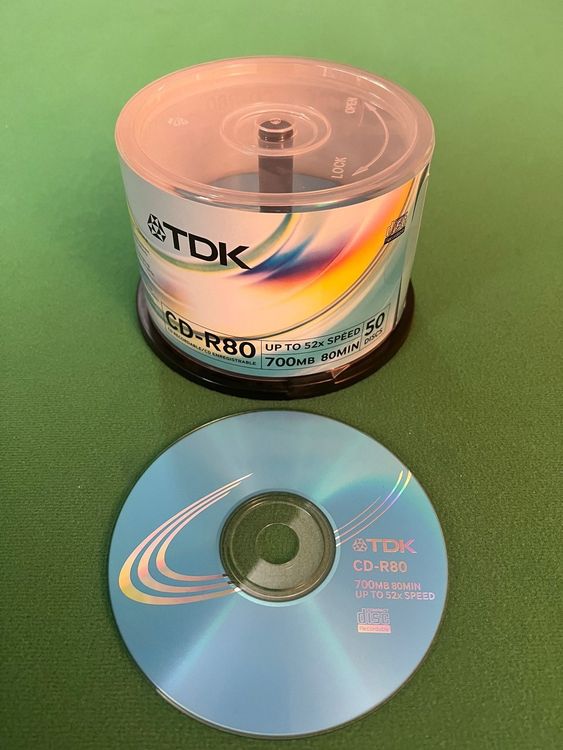 OPEN
LOCK
TDK
disc
CD-R80
UP TO 52x SPEED
50
DISCS
700MB 80MIN
TDK
CD-R80
700MB 80MIN
UP TO 52x SPEED
COMPACT
disc
Recordable